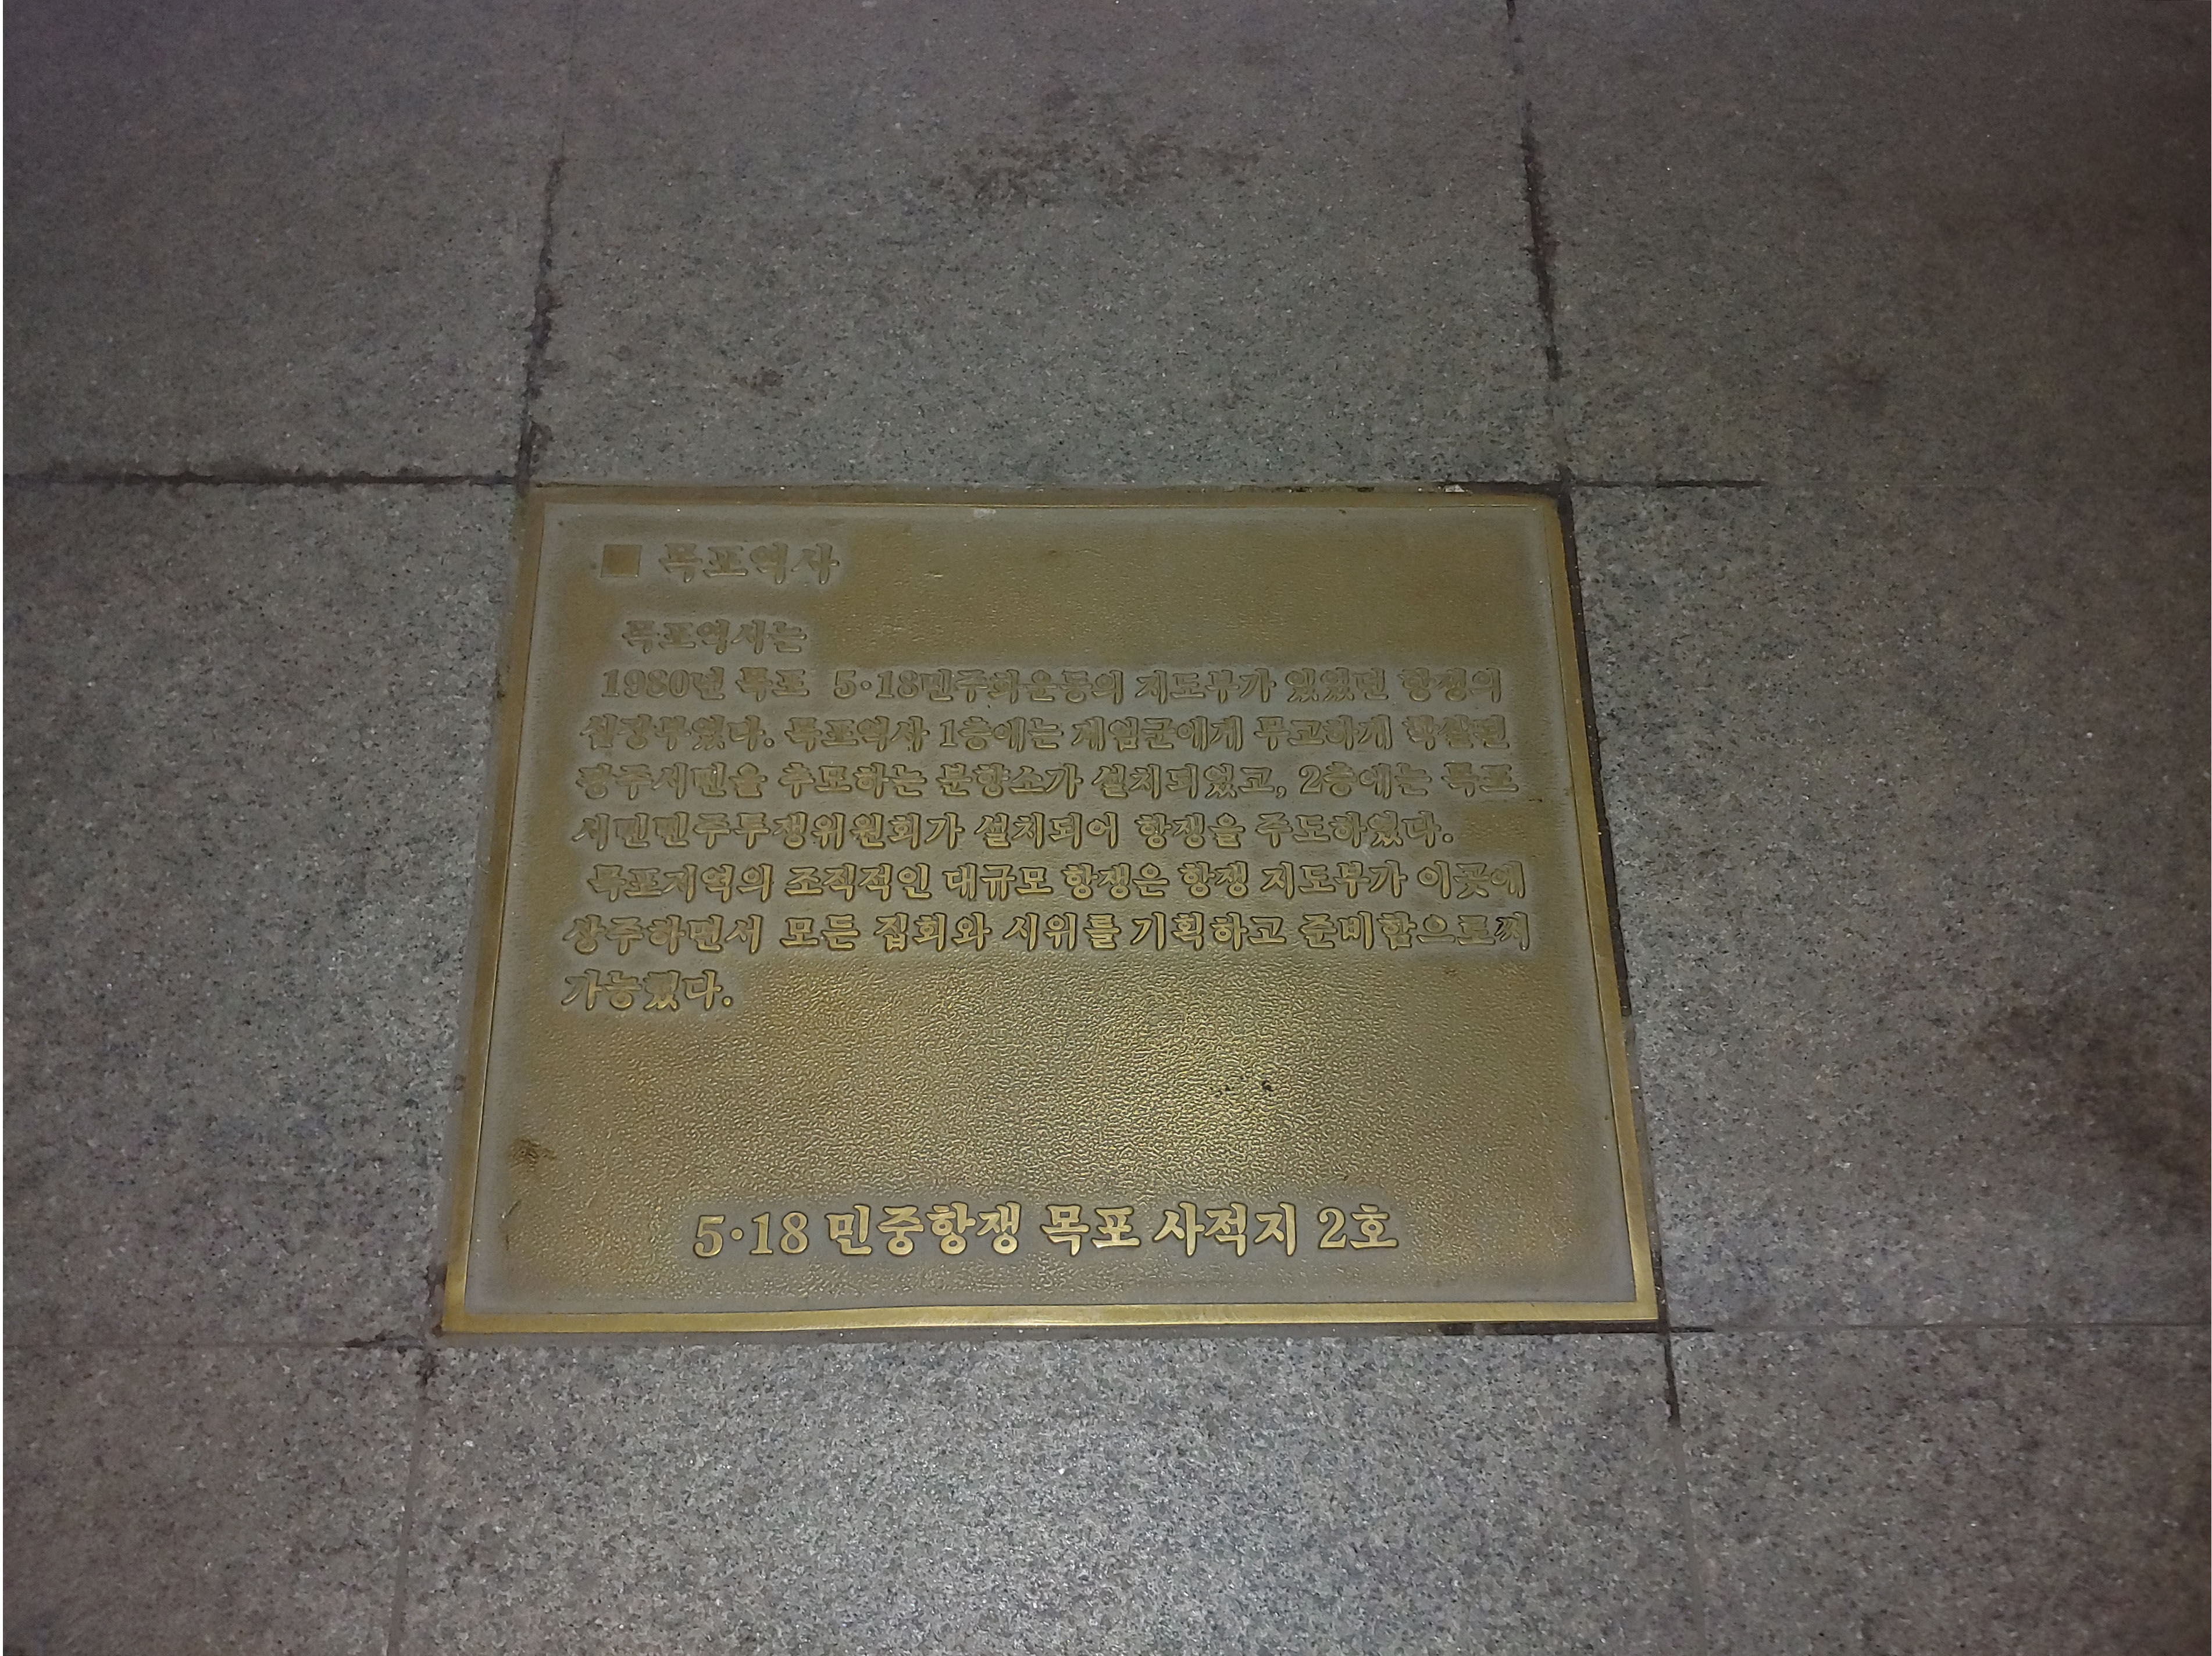 ■ 목포역사
목포역사는
1980년 목포 5·18민주화운동의 지도부가 있었던 항쟁의
심장부였다. 목포역사 1층에는 계엄군에게 무고하게 학살된
광주시민을 추모하는 분향소가 설치되었고, 2층에는 목포
시민민주투쟁위원회가 설치되어 항쟁을 주도하였다.
목포지역의 조직적인 대규모 항쟁은 항쟁 지도부가 이곳에
상주하면서 모든 집회와 시위를 기획하고 준비함으로써
가능했다.
5·18 민중항쟁 목포 사적지 2호